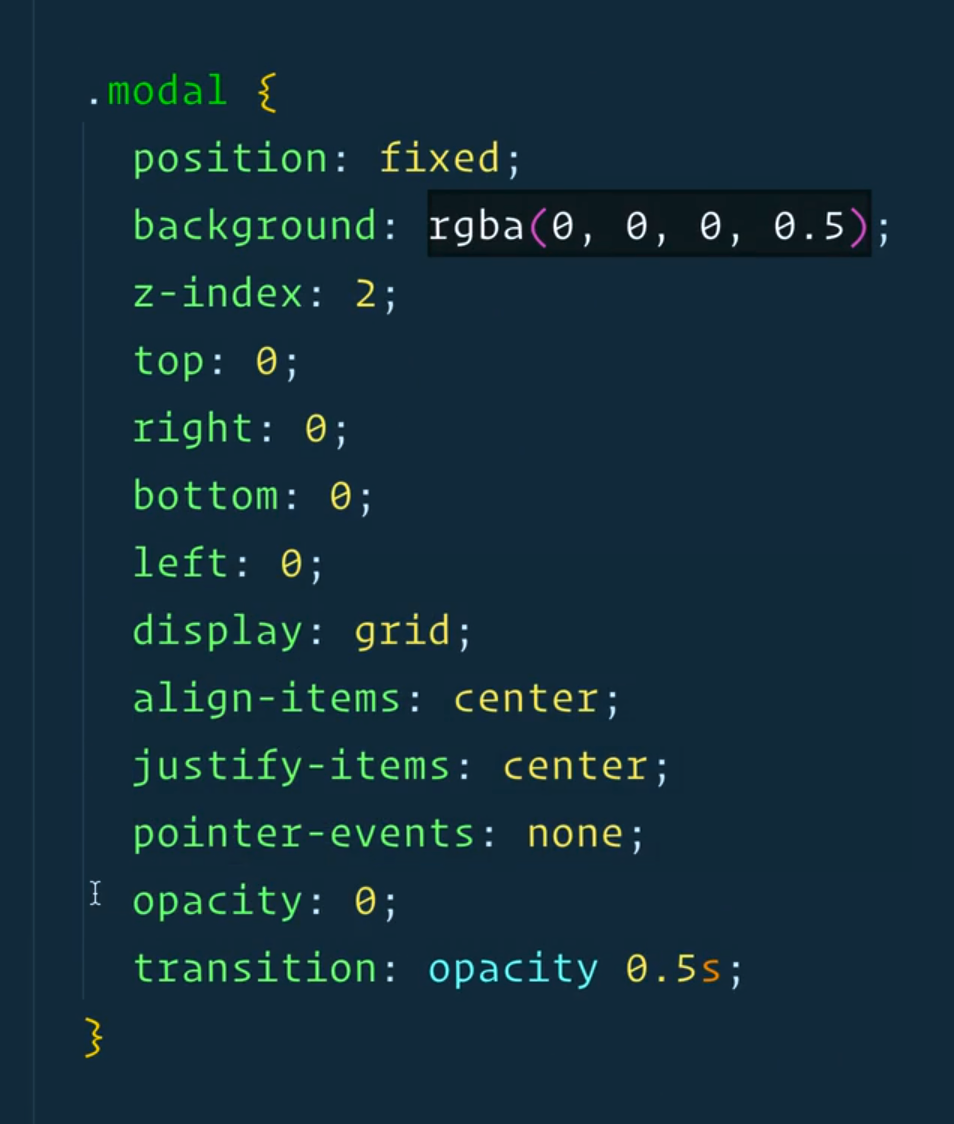 .modal {
position: fixed;
background: rgba(0, 0, 0, 0.5);
z-index: 2;
top: 0;
right: 0;
bottom: 0;
left: 0;
display: grid;
align-items: center;
justify-items: center;
pointer-events: none;
opacity: 0;
transition: opacity 0.5s;
}